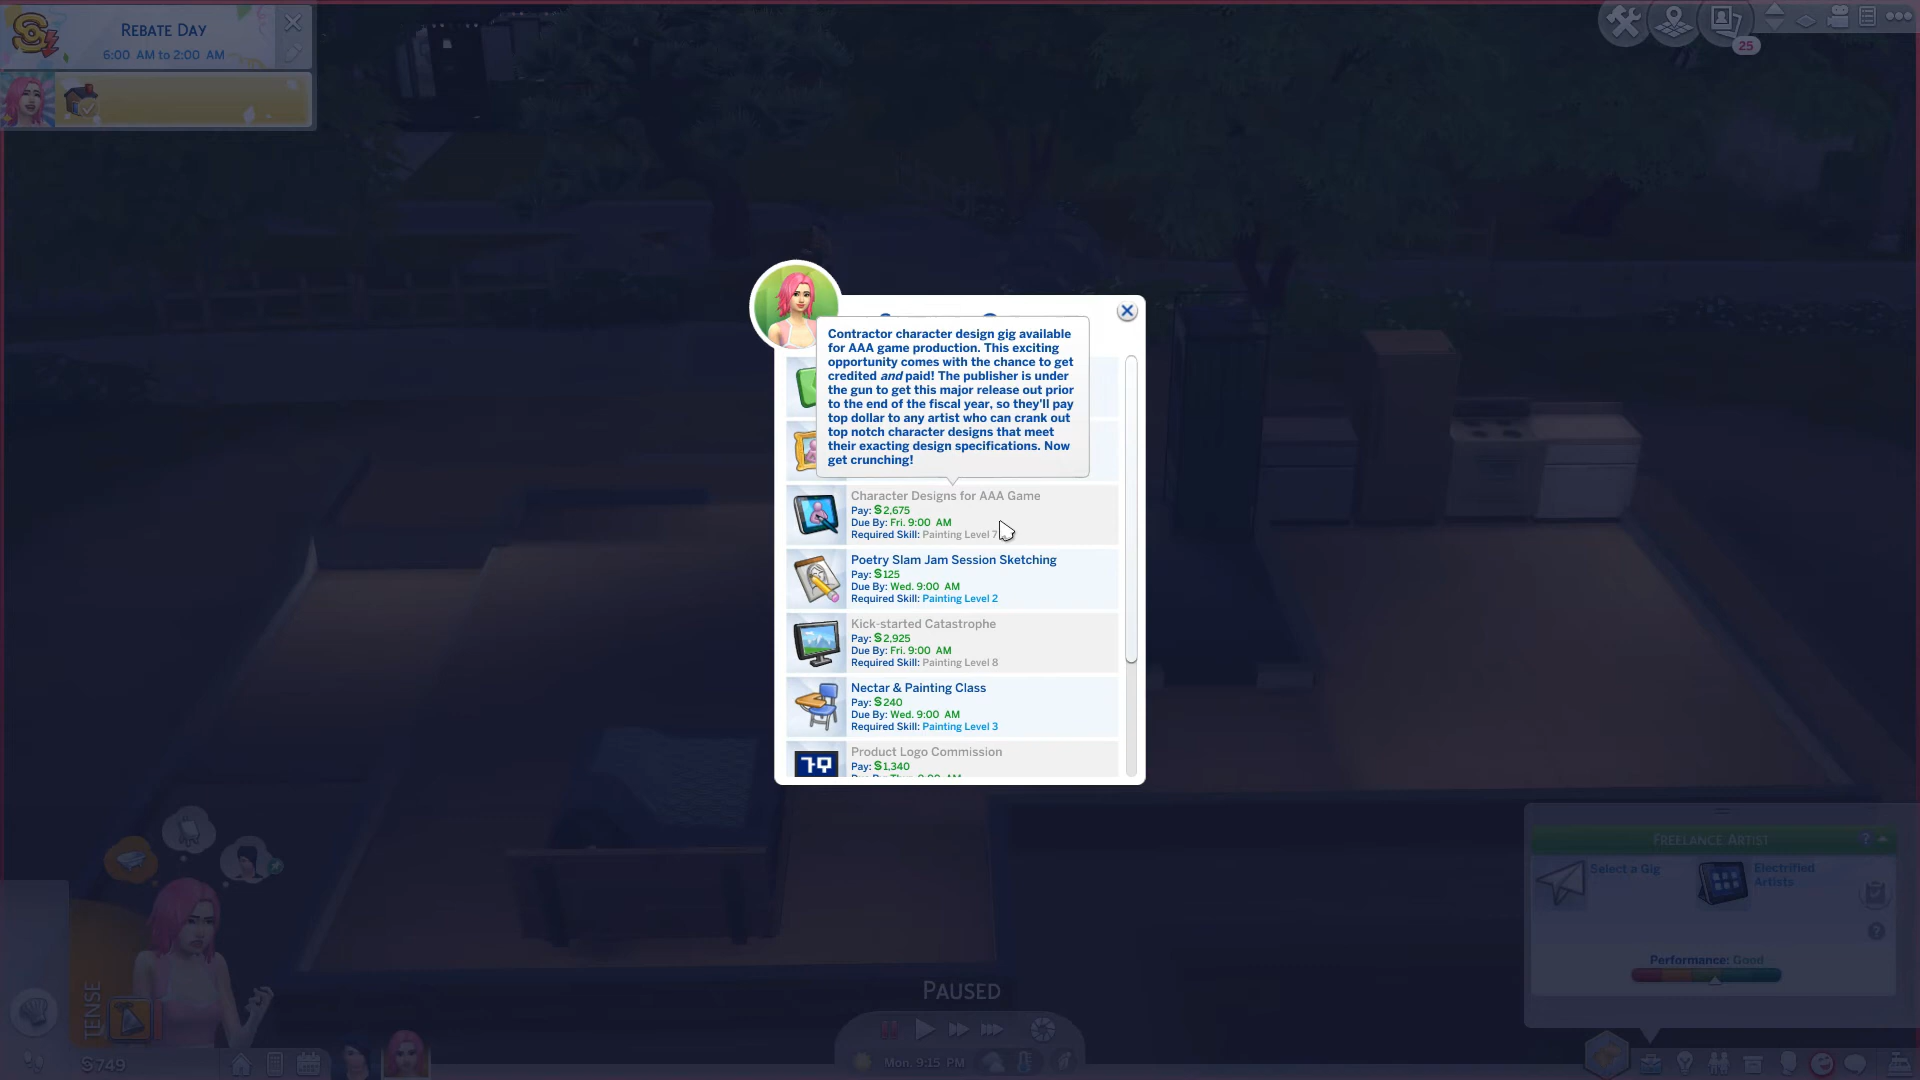 REBATE DAY
6:00 AM to 2:00 AM
25
Contractor character design gig available
for AAA game production. This exciting
opportunity comes with the chance to get
credited and paid! The publisher is under
the gun to get this major release out prior
to the end of the fiscal year, so they'll pay
top dollar to any artist who can crank out
top notch character designs that meet
their exacting design specifications. Now
get crunching!
Character Designs for AAA Game
Pay: §2,675
Due By: Fri. 9:00 AM
Required Skill: Painting Level 7
Poetry Slam Jam Session Sketching
Pay: §125
Due By: Wed. 9:00 AM
Required Skill: Painting Level 2
Kick-started Catastrophe
Pay: §2,925
Due By: Fri. 9:00 AM
Required Skill: Painting Level 8
Nectar & Painting Class
Pay: §240
Due By: Wed. 9:00 AM
Required Skill: Painting Level 3
Product Logo Commission
Pay: §1,340
FREELANCE ARTIST
Select a Gig
Electrified
Artists
Performance: Good
TENSE
§749
PAUSED
Mon. 9:15 PM